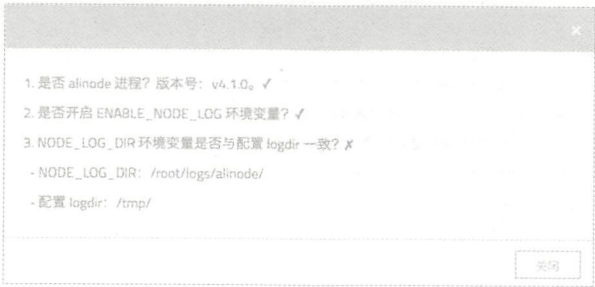 ×
1. 是否 alinode 进程？版本号：v4.1.0。✓
2. 是否开启 ENABLE_NODE_LOG 环境变量？✓
3. NODE_LOG_DIR 环境变量是否与配置 logdir 一致？✗
- NODE_LOG_DIR：/root/logs/alinode/
- 配置 logdir：/tmp/
关闭